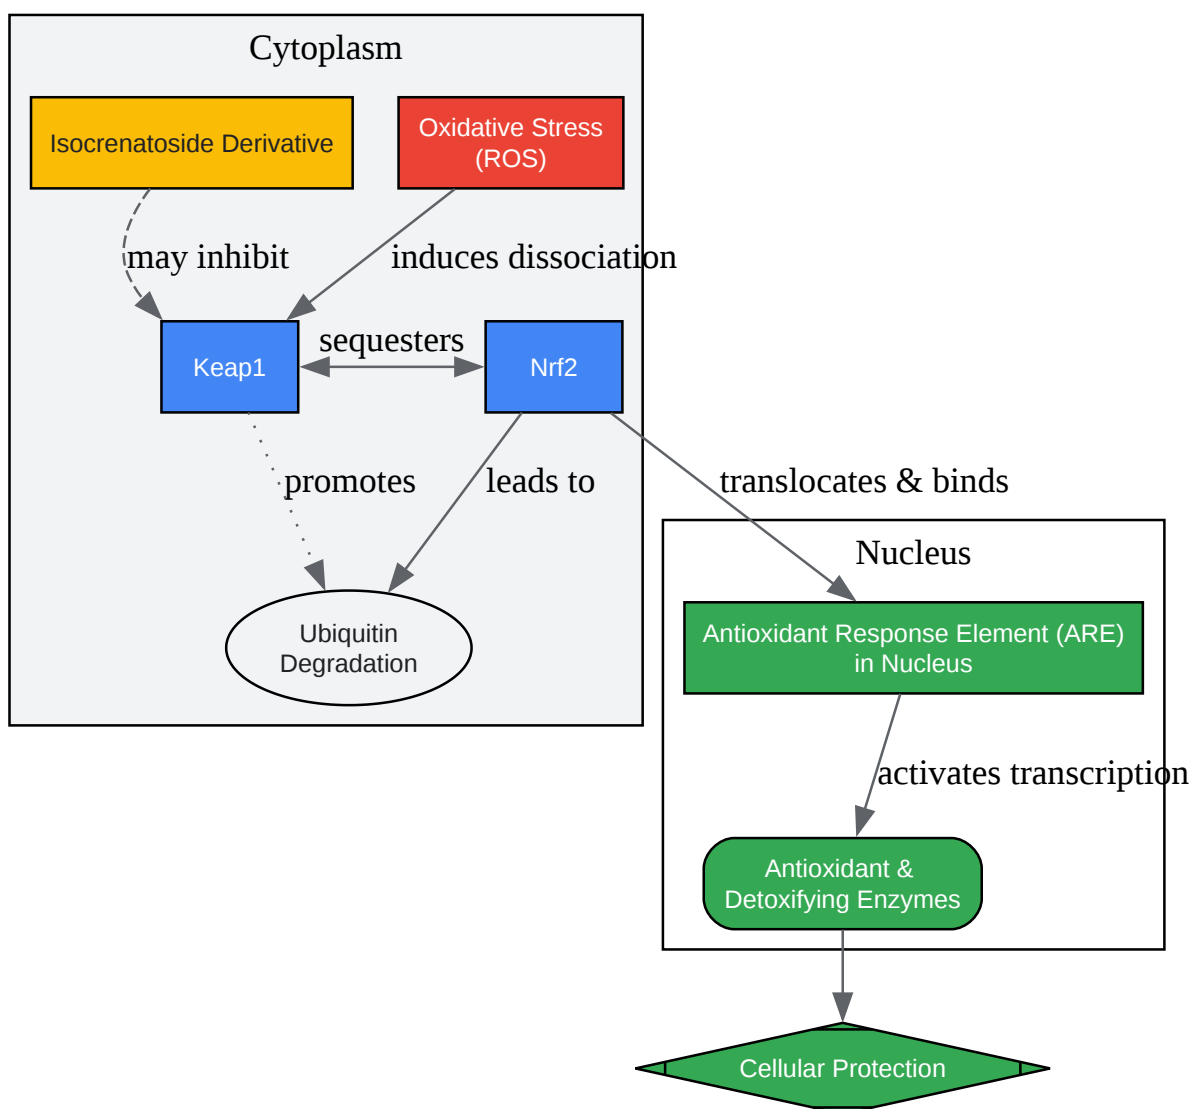 Cytoplasm
Isocrenatoside Derivative
Oxidative Stress
(ROS)
may inhibit
induces dissociation
sequesters
Keap1
Nrf2
promotes
leads to
translocates & binds
Nucleus
Antioxidant Response Element (ARE)
in Nucleus
Ubiquitin
Degradation
activates transcription
Antioxidant &
Detoxifying Enzymes
Cellular Protection